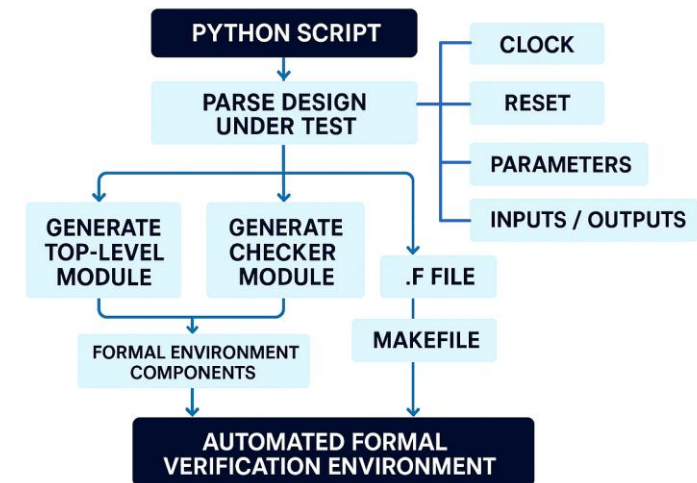 PYTHON SCRIPT
PARSE DESIGN
UNDER TEST
CLOCK
RESET
PARAMETERS
INPUTS / OUTPUTS
GENERATE
TOP-LEVEL
MODULE
GENERATE
CHECKER
MODULE
.F FILE
MAKEFILE
FORMAL ENVIRONMENT
COMPONENTS
AUTOMATED FORMAL
VERIFICATION ENVIRONMENT